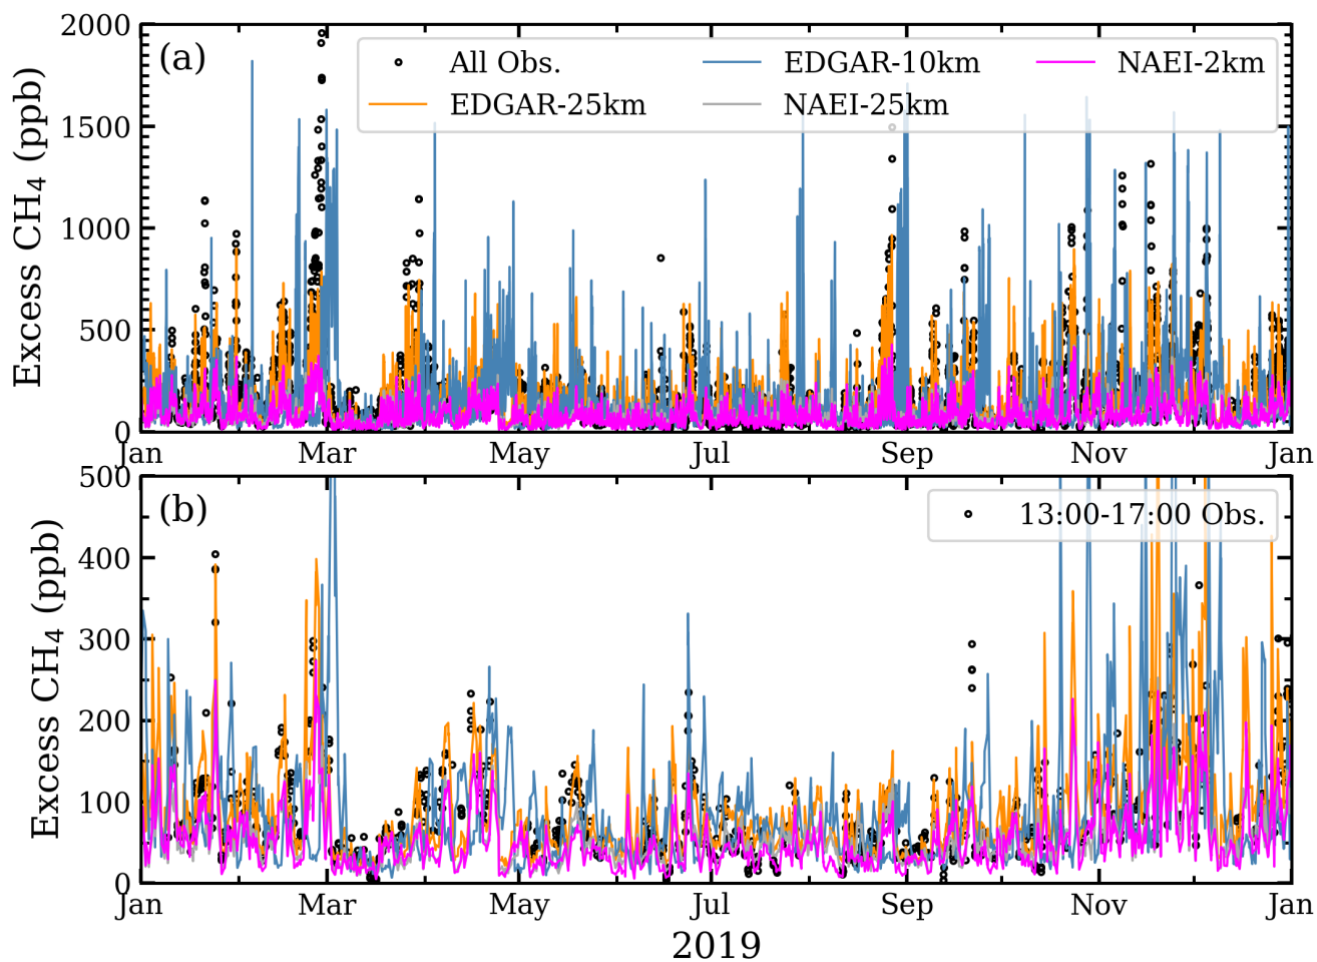 2000
(a)
All Obs.
EDGAR-10km
NAEI-2km
EDGAR-25km
NAEI-25km
1500
1000
500
0
Excess CH₄ (ppb)
Jan Mar May Jul Sep Nov Jan
500
(b)
13:00-17:00 Obs.
400
300
200
100
0
Excess CH₄ (ppb)
Jan Mar May Jul Sep Nov Jan
2019